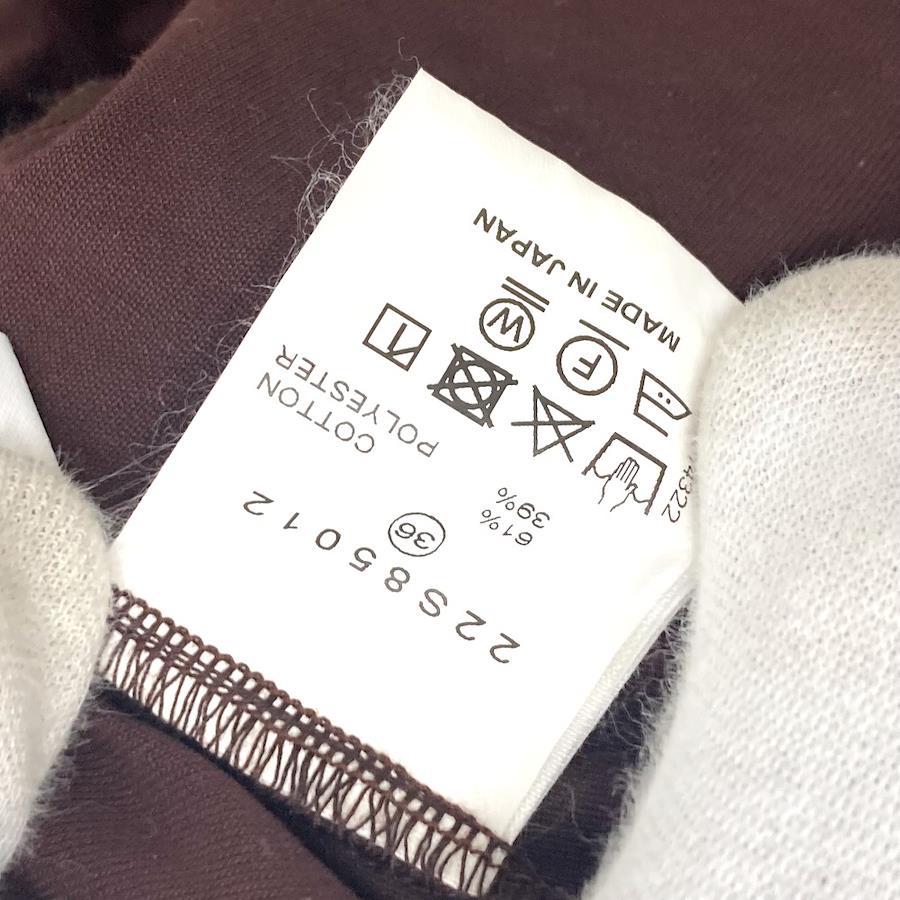 22S85012
36
61% COTTON
39% POLYESTER
F W
MADE IN JAPAN